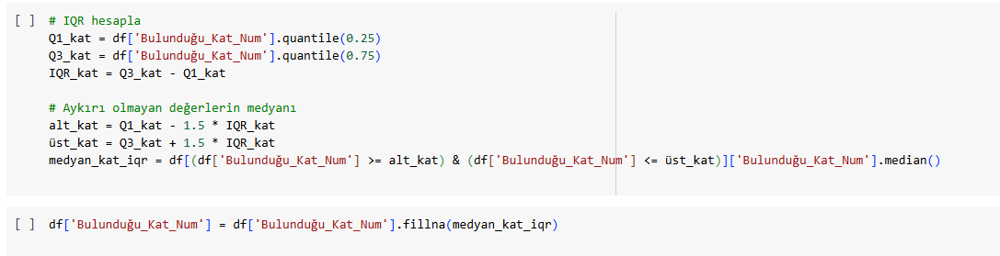 [ ] # IQR hesapla
Q1_kat = df['Bulunduğu_Kat_Num'].quantile(0.25)
Q3_kat = df['Bulunduğu_Kat_Num'].quantile(0.75)
IQR_kat = Q3_kat - Q1_kat
# Aykırı olmayan değerlerin medyanı
alt_kat = Q1_kat - 1.5 * IQR_kat
üst_kat = Q3_kat + 1.5 * IQR_kat
medyan_kat_iqr = df[(df['Bulunduğu_Kat_Num'] >= alt_kat) & (df['Bulunduğu_Kat_Num'] <= üst_kat)]['Bulunduğu_Kat_Num'].median()
[ ] df['Bulunduğu_Kat_Num'] = df['Bulunduğu_Kat_Num'].fillna(medyan_kat_iqr)